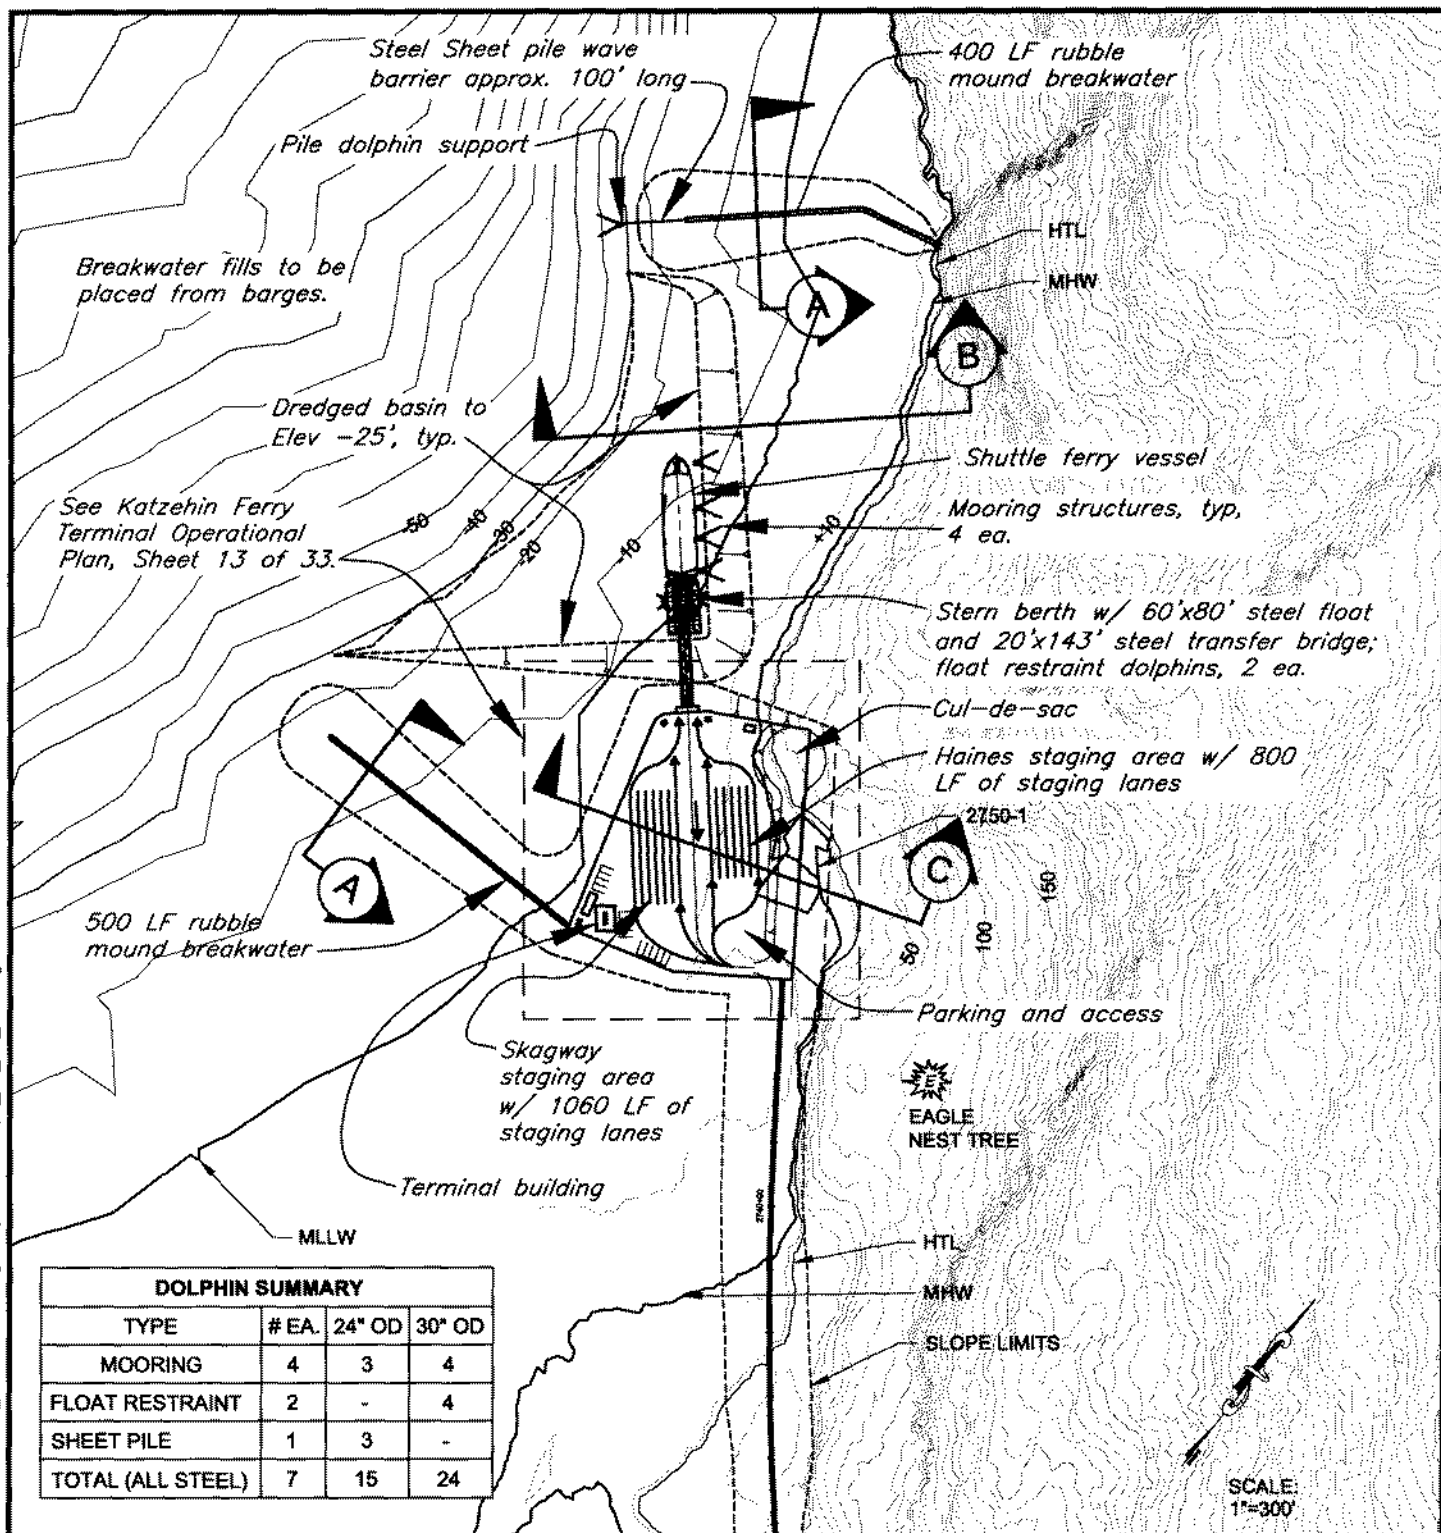 Steel Sheet pile wave
barrier approx. 100' long
400 LF rubble
mound breakwater
Pile dolphin support
HTL
MHW
Breakwater fills to be
placed from barges.
A
B
Dredged basin to
Elev -25', typ.
Shuttle ferry vessel
See Katzehin Ferry
Terminal Operational
Plan, Sheet 13 of 33.
Mooring structures, typ,
4 ea.
-50
-40
-30
-20
-10
+10
Stern berth w/ 60'x80' steel float
and 20'x143' steel transfer bridge;
float restraint dolphins, 2 ea.
Cul-de-sac
Haines staging area w/ 800
LF of staging lanes
2750-1
A
C
50
100
150
500 LF rubble
mound breakwater
Parking and access
Skagway
staging area
w/ 1060 LF of
staging lanes
E
EAGLE
NEST TREE
Terminal building
2740+00
MLLW
HTL
MHW
SLOPE LIMITS
DOLPHIN SUMMARY
TYPE # EA. 24" OD 30" OD
MOORING 4 3 4
FLOAT RESTRAINT 2 - 4
SHEET PILE 1 3 -
TOTAL (ALL STEEL) 7 15 24
SCALE:
1"=300'